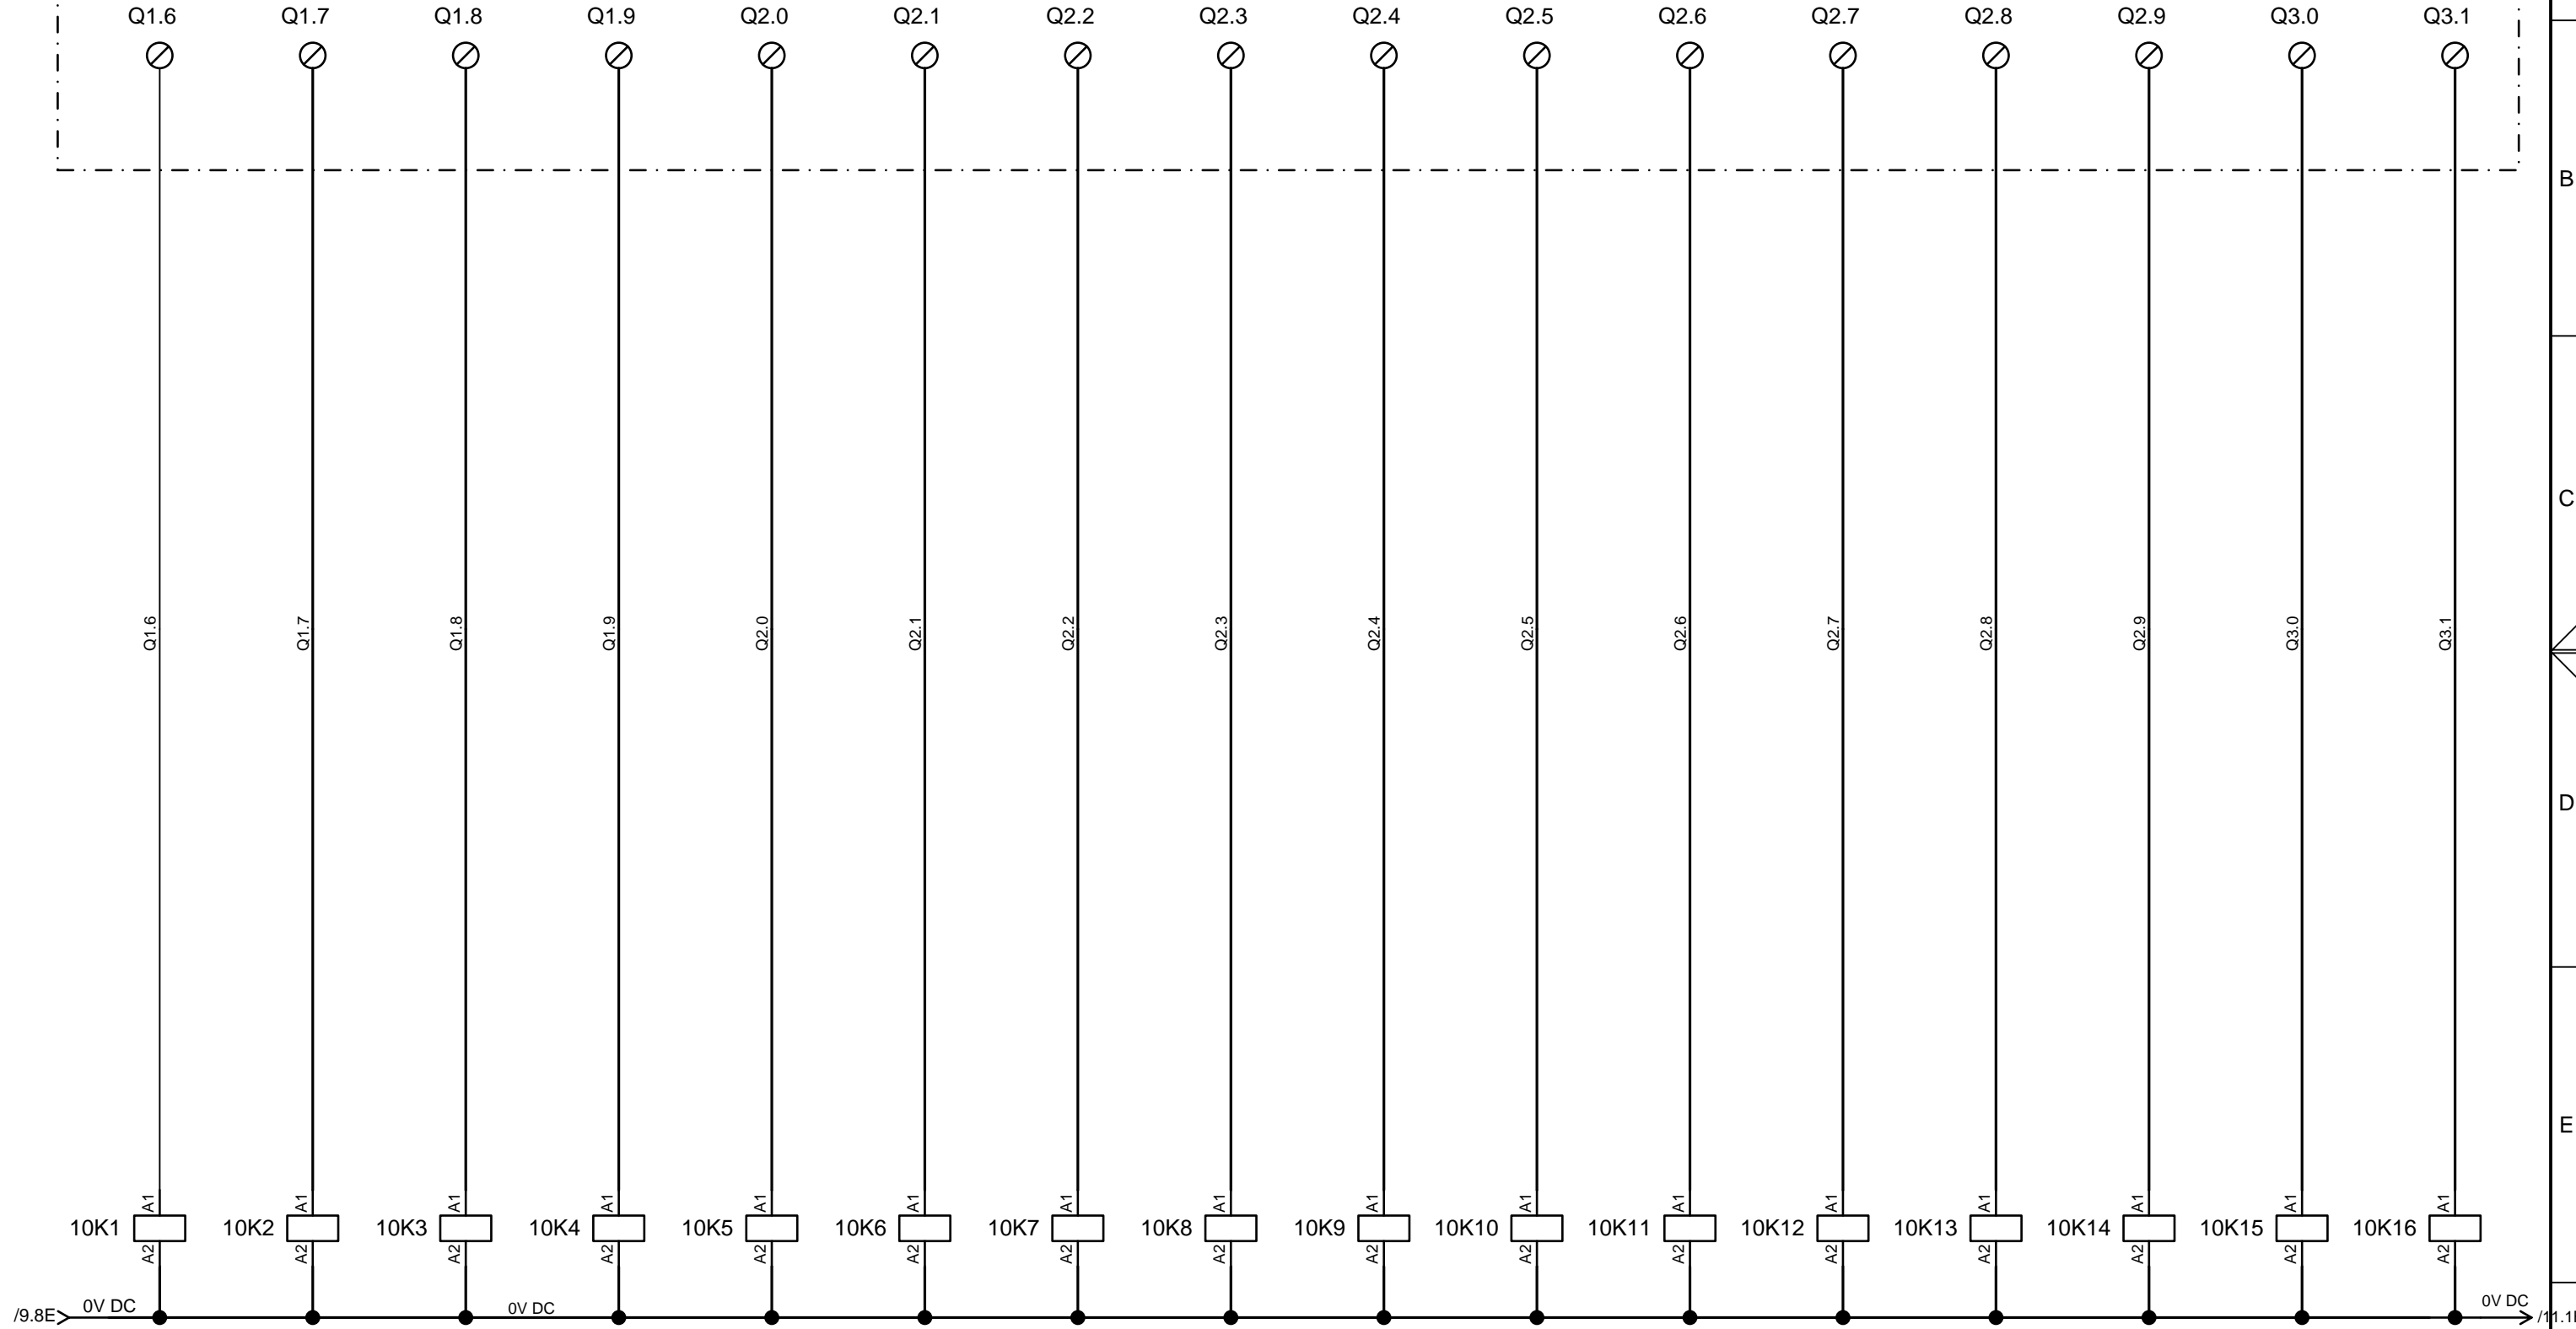 Q1.6 Q1.7 Q1.8 Q1.9 Q2.0 Q2.1 Q2.2 Q2.3 Q2.4 Q2.5 Q2.6 Q2.7 Q2.8 Q2.9 Q3.0 Q3.1
B
C
Q1.6 Q1.7 Q1.8 Q1.9 Q2.0 Q2.1 Q2.2 Q2.3 Q2.4 Q2.5 Q2.6 Q2.7 Q2.8 Q2.9 Q3.0 Q3.1
D
E
A1 A1 A1 A1 A1 A1 A1 A1 A1 A1 A1 A1 A1 A1 A1 A1
10K1 10K2 10K3 10K4 10K5 10K6 10K7 10K8 10K9 10K10 10K11 10K12 10K13 10K14 10K15 10K16
A2 A2 A2 A2 A2 A2 A2 A2 A2 A2 A2 A2 A2 A2 A2 A2
/9.8E 0V DC 0V DC 0V DC